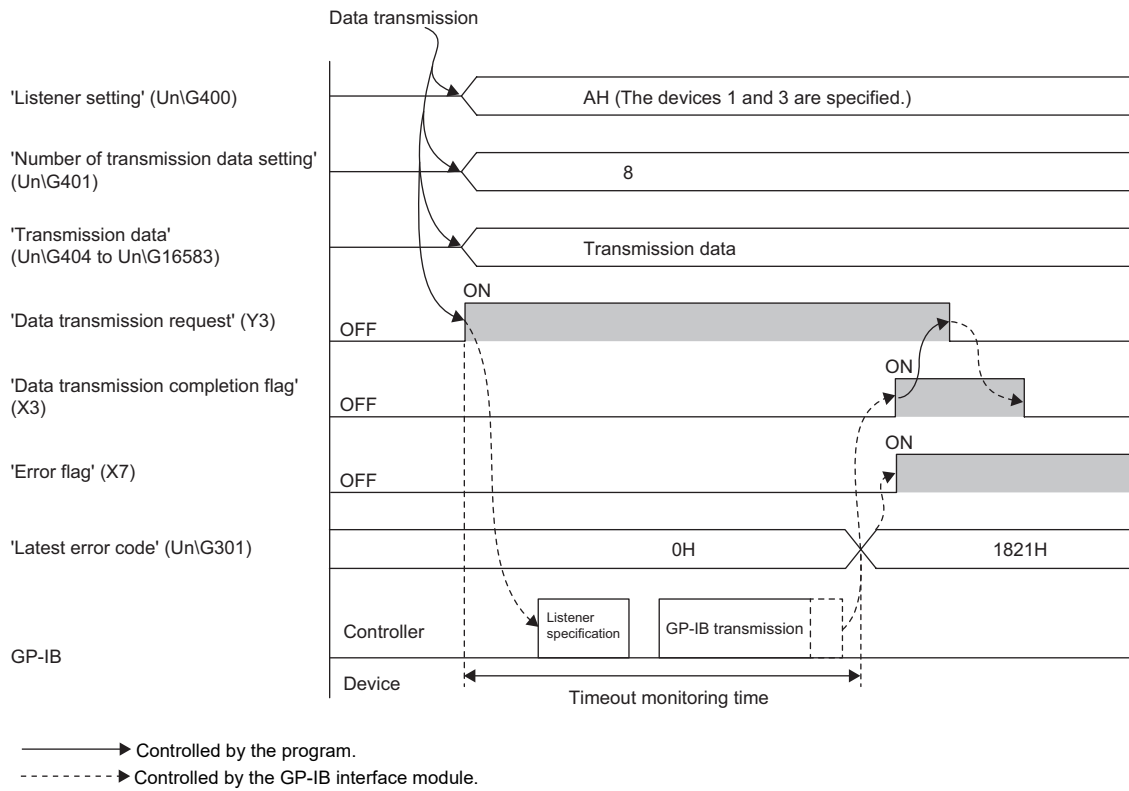 Data transmission
'Listener setting' (Un\G400)
AH (The devices 1 and 3 are specified.)
'Number of transmission data setting'
(Un\G401)
8
'Transmission data'
(Un\G404 to Un\G16583)
Transmission data
ON
'Data transmission request' (Y3)
OFF
ON
'Data transmission completion flag'
(X3)
OFF
ON
'Error flag' (X7)
OFF
'Latest error code' (Un\G301)
0H
1821H
Controller
Listener
specification
GP-IB transmission
GP-IB
Device
Timeout monitoring time
Controlled by the program.
Controlled by the GP-IB interface module.